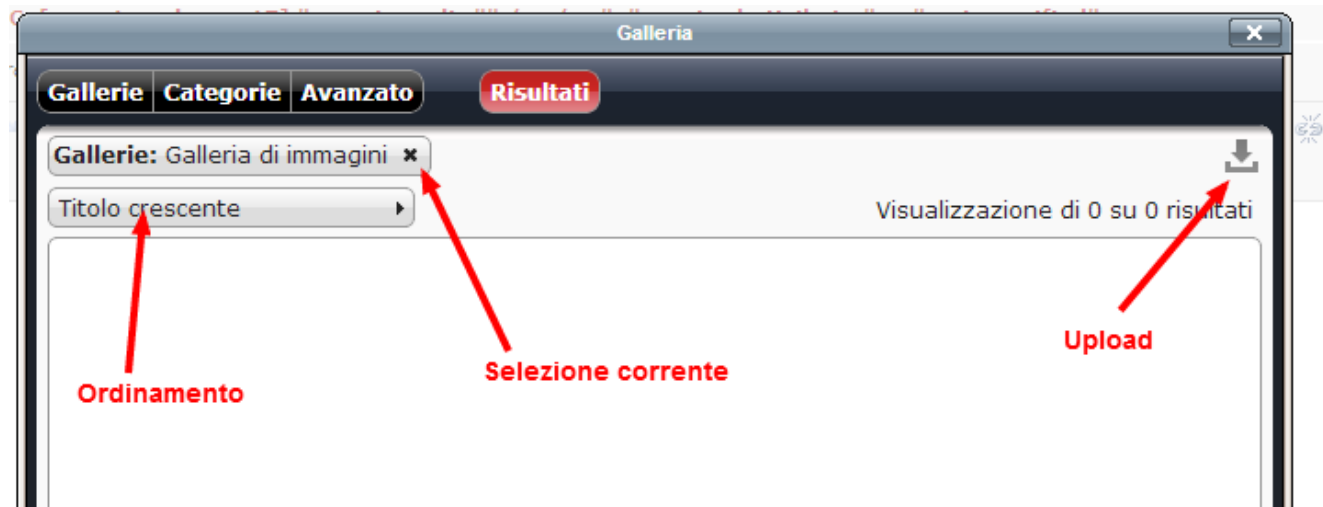 Galleria
Gallerie Categorie Avanzato Risultati
Gallerie: Galleria di immagini
Titolo crescente
Visualizzazione di 0 su 0 risultati
Upload
Selezione corrente
Ordinamento